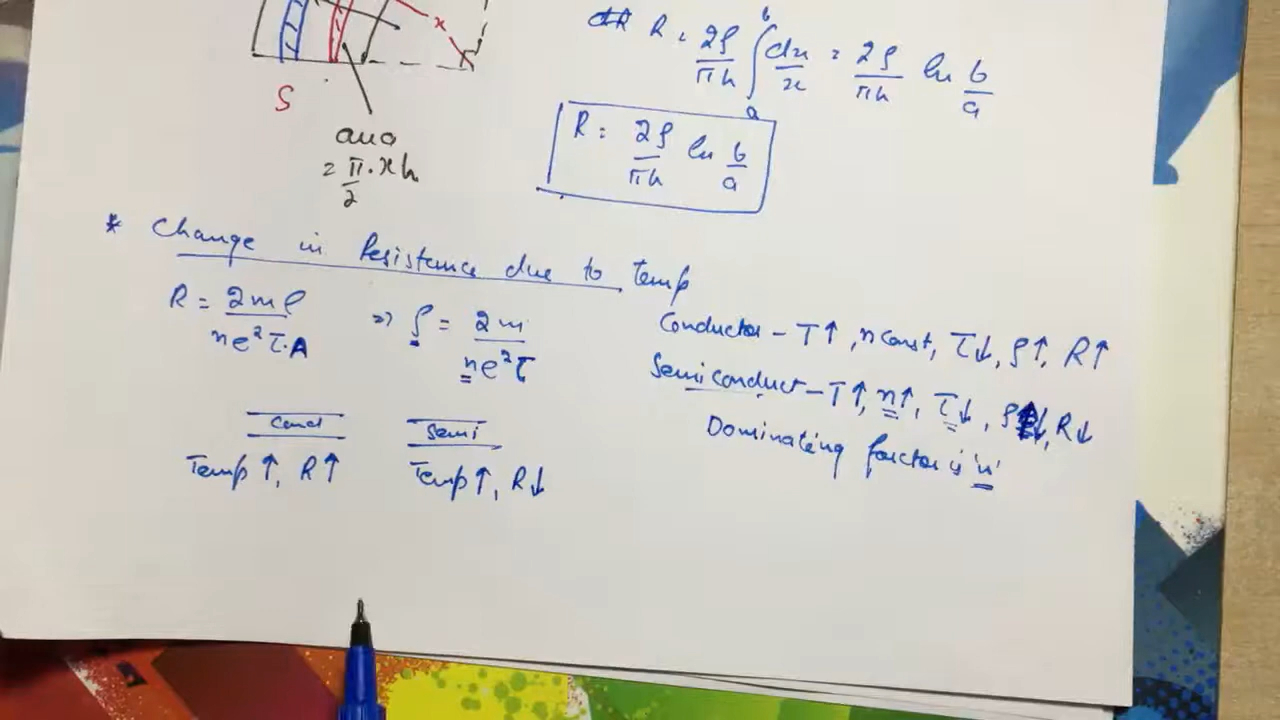 x
R = 2ρ/πh ∫ₐᵇ dx/x = 2ρ/πh ln b/a
ρ
R = 2ρ/πh ln b/a
area
= π/2 · xh
* Change in Resistance due to temp
R = 2mℓ/ne²τ·A ⇒ ρ = 2m/ne²τ
Conductor – T↑, n const, τ↓, ρ↑, R↑
Semiconduct – T↑, n↑, τ↓, ρ↓, R↓
Dominating factor is 'n'
Cond
Temp↑, R↑
Semi
Temp↑, R↓